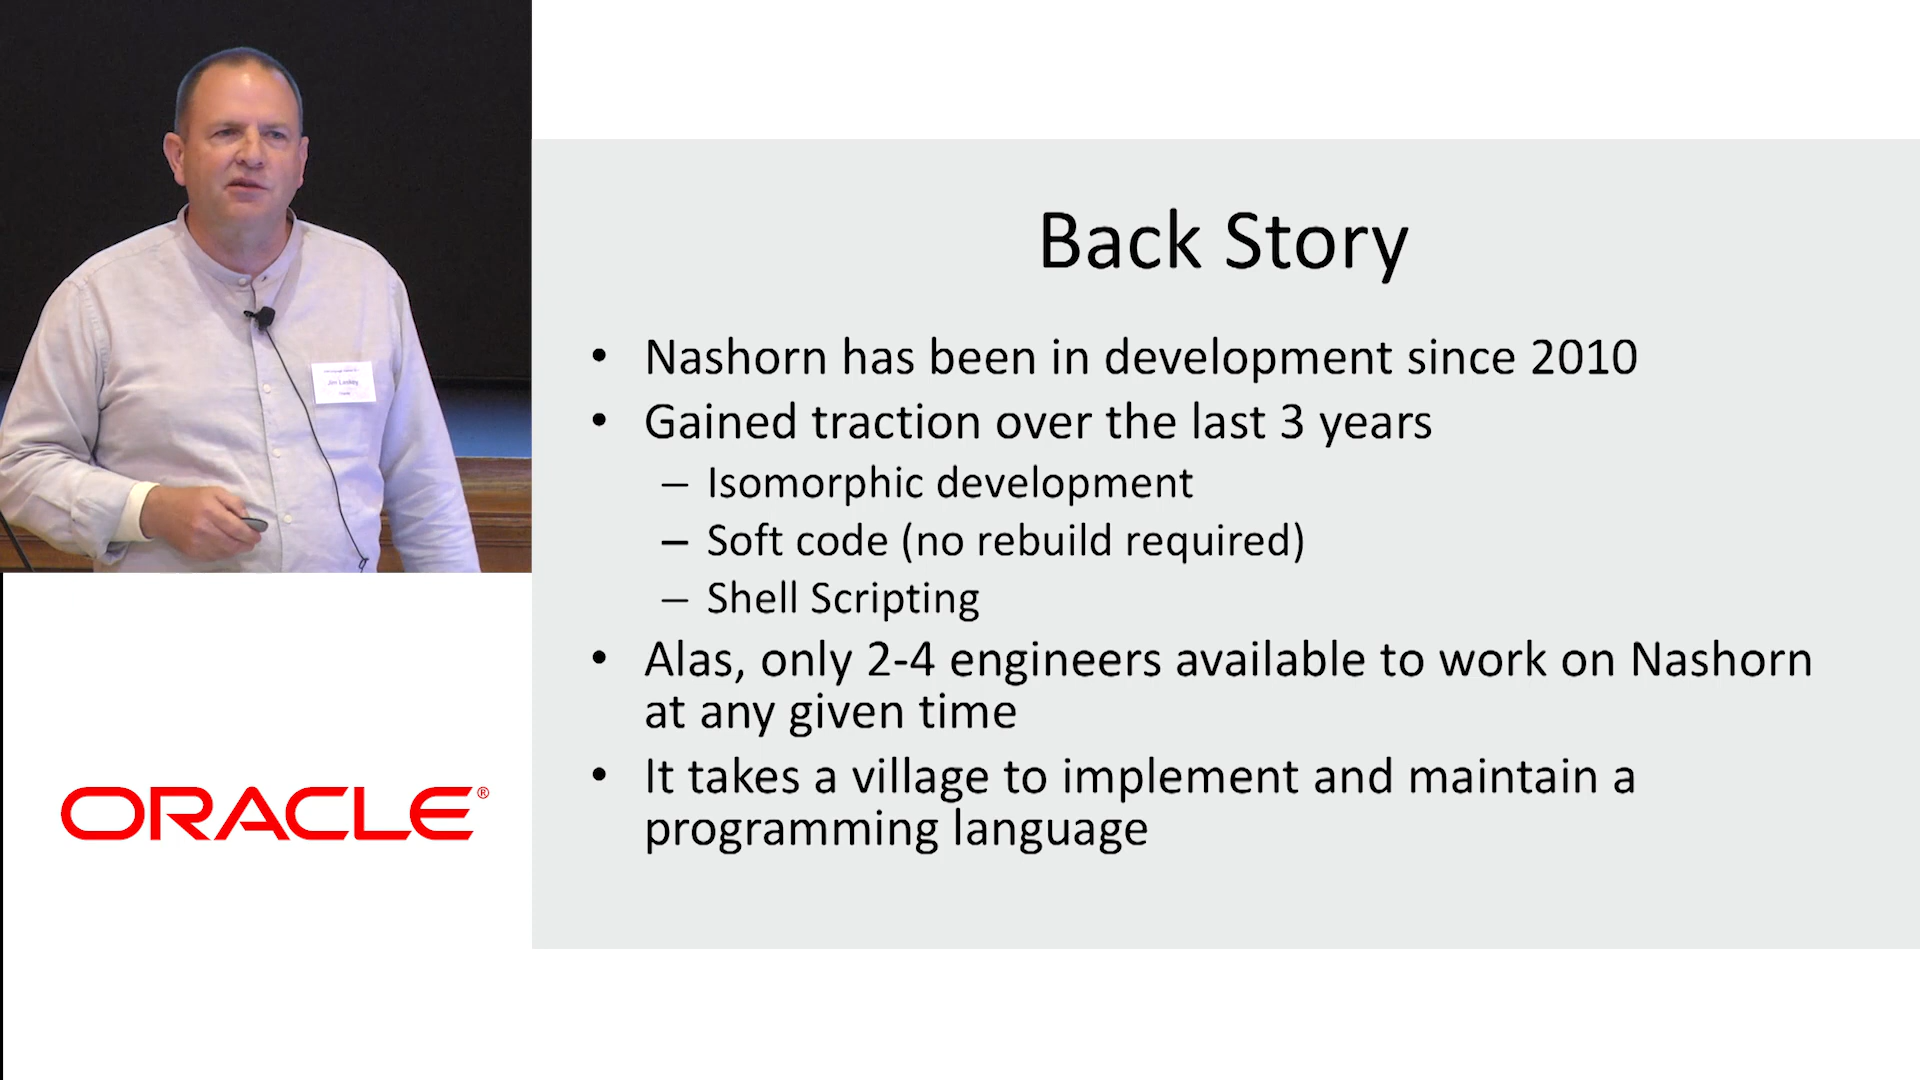 Jim Laskey
ORACLE®
Back Story
• Nashorn has been in development since 2010
• Gained traction over the last 3 years
– Isomorphic development
– Soft code (no rebuild required)
– Shell Scripting
• Alas, only 2-4 engineers available to work on Nashorn
at any given time
• It takes a village to implement and maintain a
programming language